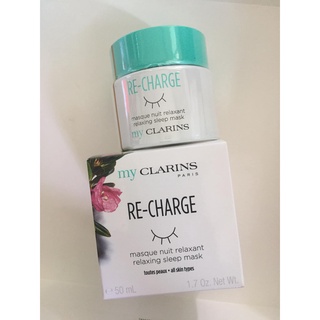 RE-CHARGE
masque nuit relaxant
relaxing sleep mask
my CLARINS
my CLARINS
PARIS
RE-CHARGE
masque nuit relaxant
relaxing sleep mask
toutes peaux • all skin types
e 50 mL
1.7 Oz. Net Wt.